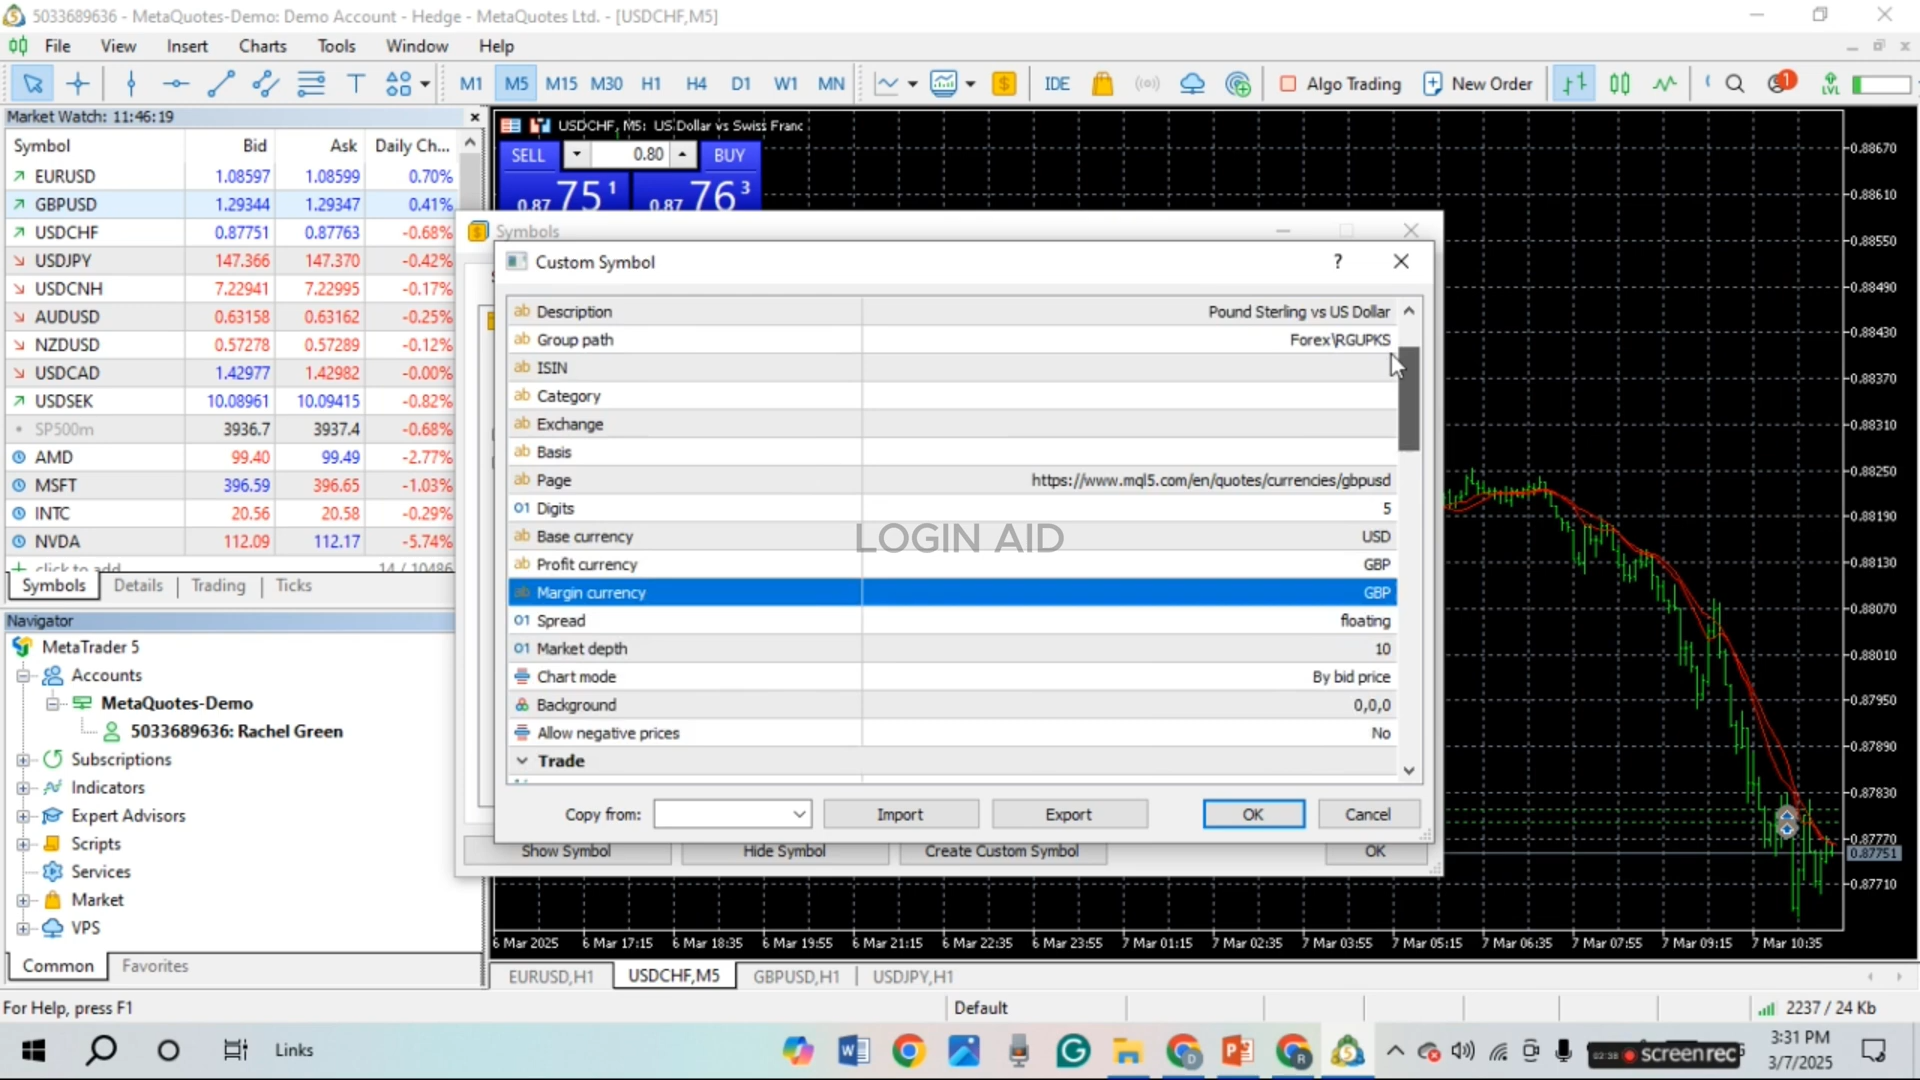 5033689636 - MetaQuotes-Demo: Demo Account - Hedge - MetaQuotes Ltd. - [USDCHF,M5]
File View Insert Charts Tools Window Help
M1 M5 M15 M30 H1 H4 D1 W1 MN IDE Algo Trading New Order 1 LVL
Market Watch: 11:46:19
Symbol Bid Ask Daily Ch...
EURUSD 1.08597 1.08599 0.70%
GBPUSD 1.29344 1.29347 0.41%
USDCHF 0.87751 0.87763 -0.68%
USDJPY 147.366 147.370 -0.42%
USDCNH 7.22941 7.22995 -0.17%
AUDUSD 0.63158 0.63162 -0.25%
NZDUSD 0.57278 0.57289 -0.12%
USDCAD 1.42977 1.42982 -0.00%
USDSEK 10.08961 10.09415 -0.82%
SP500m 3936.7 3937.4 -0.68%
AMD 99.40 99.49 -2.77%
MSFT 396.59 396.65 -1.03%
INTC 20.56 20.58 -0.29%
NVDA 112.09 112.17 -5.74%
click to add 14 / 10486
Symbols Details Trading Ticks
Navigator
MetaTrader 5
Accounts
MetaQuotes-Demo
5033689636: Rachel Green
Subscriptions
Indicators
Expert Advisors
Scripts
Services
Market
VPS
Common Favorites
USDCHF, M5: US Dollar vs Swiss Franc
SELL 0.80 BUY
0.87 75 1 0.87 76 3
Symbols
Custom Symbol ?
Description Pound Sterling vs US Dollar
Group path Forex\RGUPKS
ISIN
Category
Exchange
Basis
Page https://www.mql5.com/en/quotes/currencies/gbpusd
Digits 5
Base currency USD
Profit currency GBP
Margin currency GBP
Spread floating
Market depth 10
Chart mode By bid price
Background 0,0,0
Allow negative prices No
Trade
LOGIN AID
Copy from: Import Export OK Cancel
Show Symbol Hide Symbol Create Custom Symbol OK
0.88670
0.88610
0.88550
0.88490
0.88430
0.88370
0.88310
0.88250
0.88190
0.88130
0.88070
0.88010
0.87950
0.87890
0.87830
0.87770
0.87751
0.87710
6 Mar 2025 6 Mar 17:15 6 Mar 18:35 6 Mar 19:55 6 Mar 21:15 6 Mar 22:35 6 Mar 23:55 7 Mar 01:15 7 Mar 02:35 7 Mar 03:55 7 Mar 05:15 7 Mar 06:35 7 Mar 07:55 7 Mar 09:15 7 Mar 10:35
EURUSD,H1 USDCHF,M5 GBPUSD,H1 USDJPY,H1
For Help, press F1 Default 2237 / 24 Kb
Links 02:38 screenrec 3:31 PM
3/7/2025